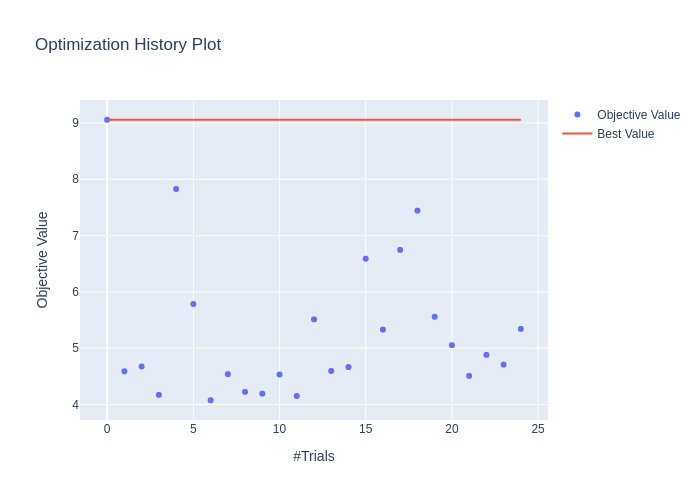 Optimization History Plot
Objective Value
Best Value
9
8
7
6
5
4
Objective Value
0
5
10
15
20
25
#Trials